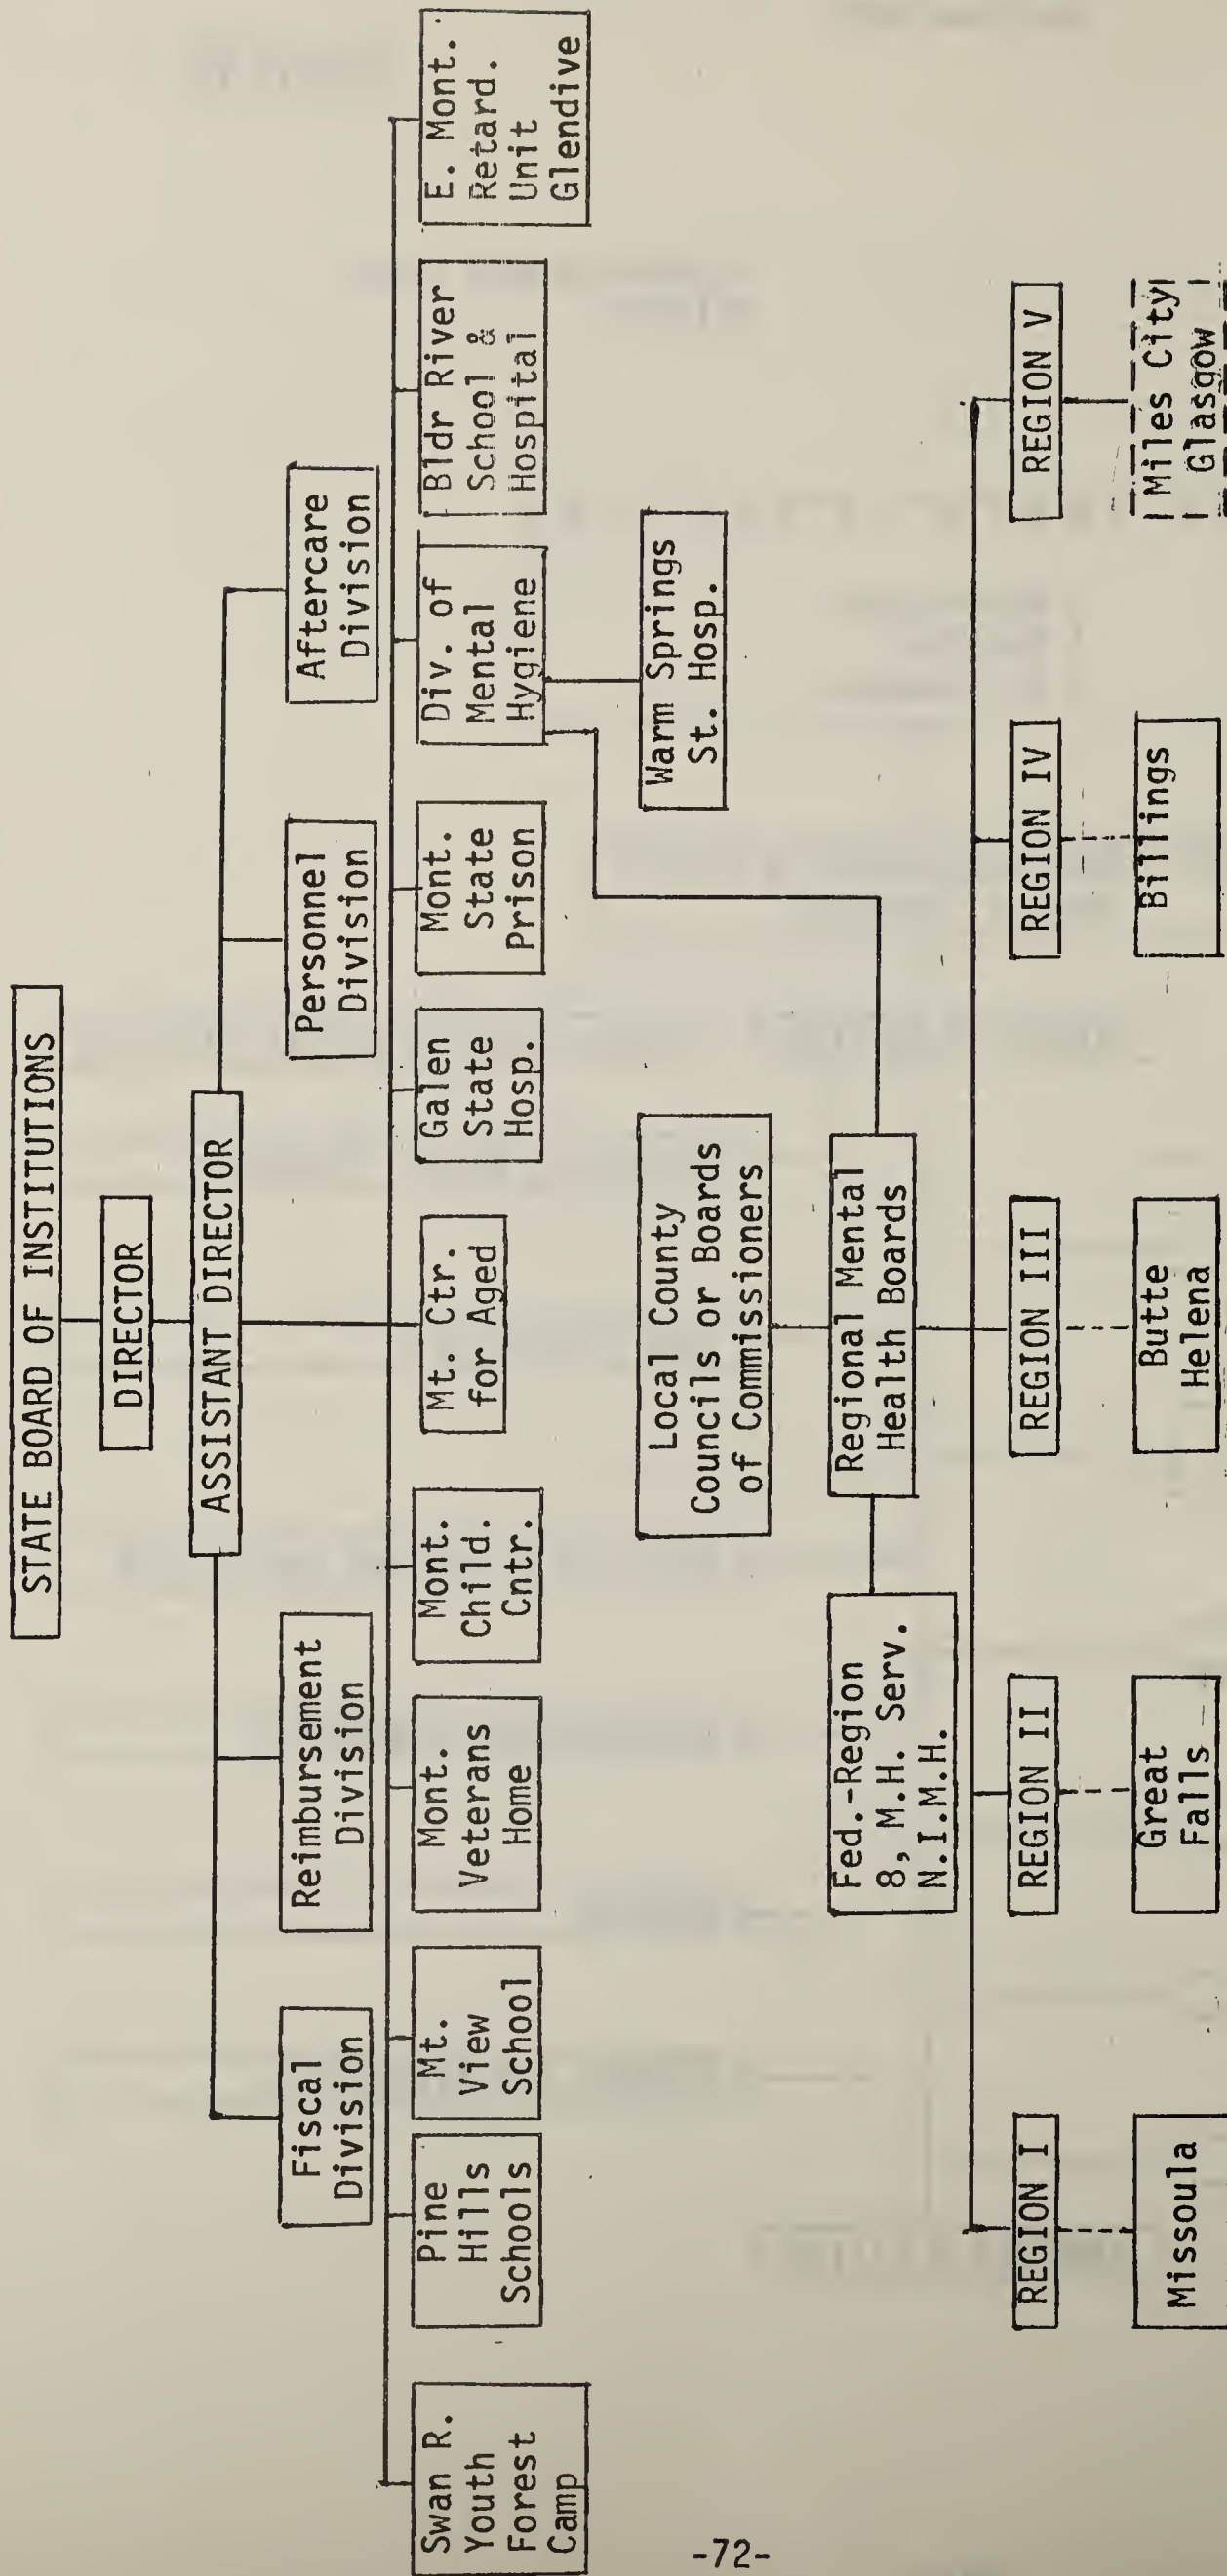 STATE BOARD OF INSTITUTIONS
DIRECTOR
ASSISTANT DIRECTOR
Fiscal
Division
Reimbursement
Division
Personnel
Division
Aftercare
Division
Swan R.
Youth
Forest
Camp
Pine
Hills
Schools
Mt.
View
School
Mont.
Veterans
Home
Mont.
Child.
Cntr.
Mt. Ctr.
for Aged
Galen
State
Hosp.
Mont.
State
Prison
Div. of
Mental
Hygiene
Bldr River
School &
Hospital
E. Mont.
Retard.
Unit
Glendive
Warm Springs
St. Hosp.
Local County
Councils or Boards
of Commissioners
Fed.-Region
8, M.H. Serv.
N.I.M.H.
Regional Mental
Health Boards
REGION I
REGION II
REGION III
REGION IV
REGION V
Missoula
Great
Falls
Butte
Helena
Billings
Miles City
Glasgow
-72-